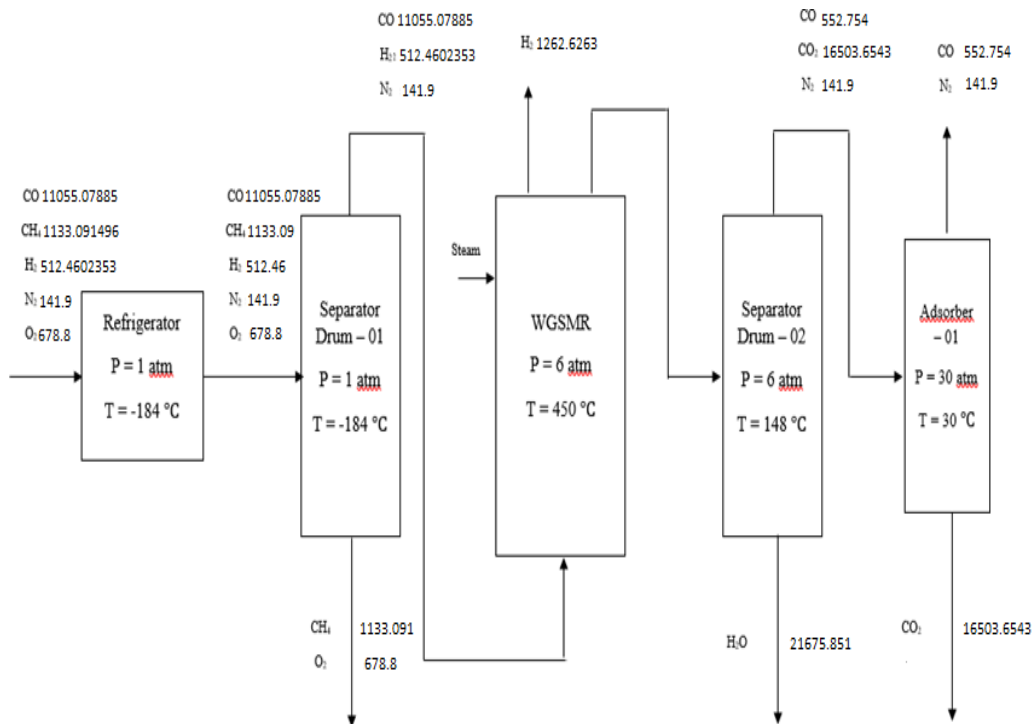 CO 11055.07885
H₂ 512.4602353
N₂ 141.9
H₂ 1262.6263
CO 552.754
CO₂ 16503.6543
N₂ 141.9
CO 552.754
N₂ 141.9
CO 11055.07885
CH₄ 1133.091496
H₂ 512.4602353
N₂ 141.9
O₂ 678.8
CO 11055.07885
CH₄ 1133.09
H₂ 512.46
N₂ 141.9
O₂ 678.8
Refrigerator
P = 1 atm
T = -184 °C
Separator
Drum – 01
P = 1 atm
T = -184 °C
Steam
WGSMR
P = 6 atm
T = 450 °C
Separator
Drum – 02
P = 6 atm
T = 148 °C
Adsorber
– 01
P = 30 atm
T = 30 °C
CH₄ 1133.091
O₂ 678.8
H₂O 21675.851
CO₂ 16503.6543